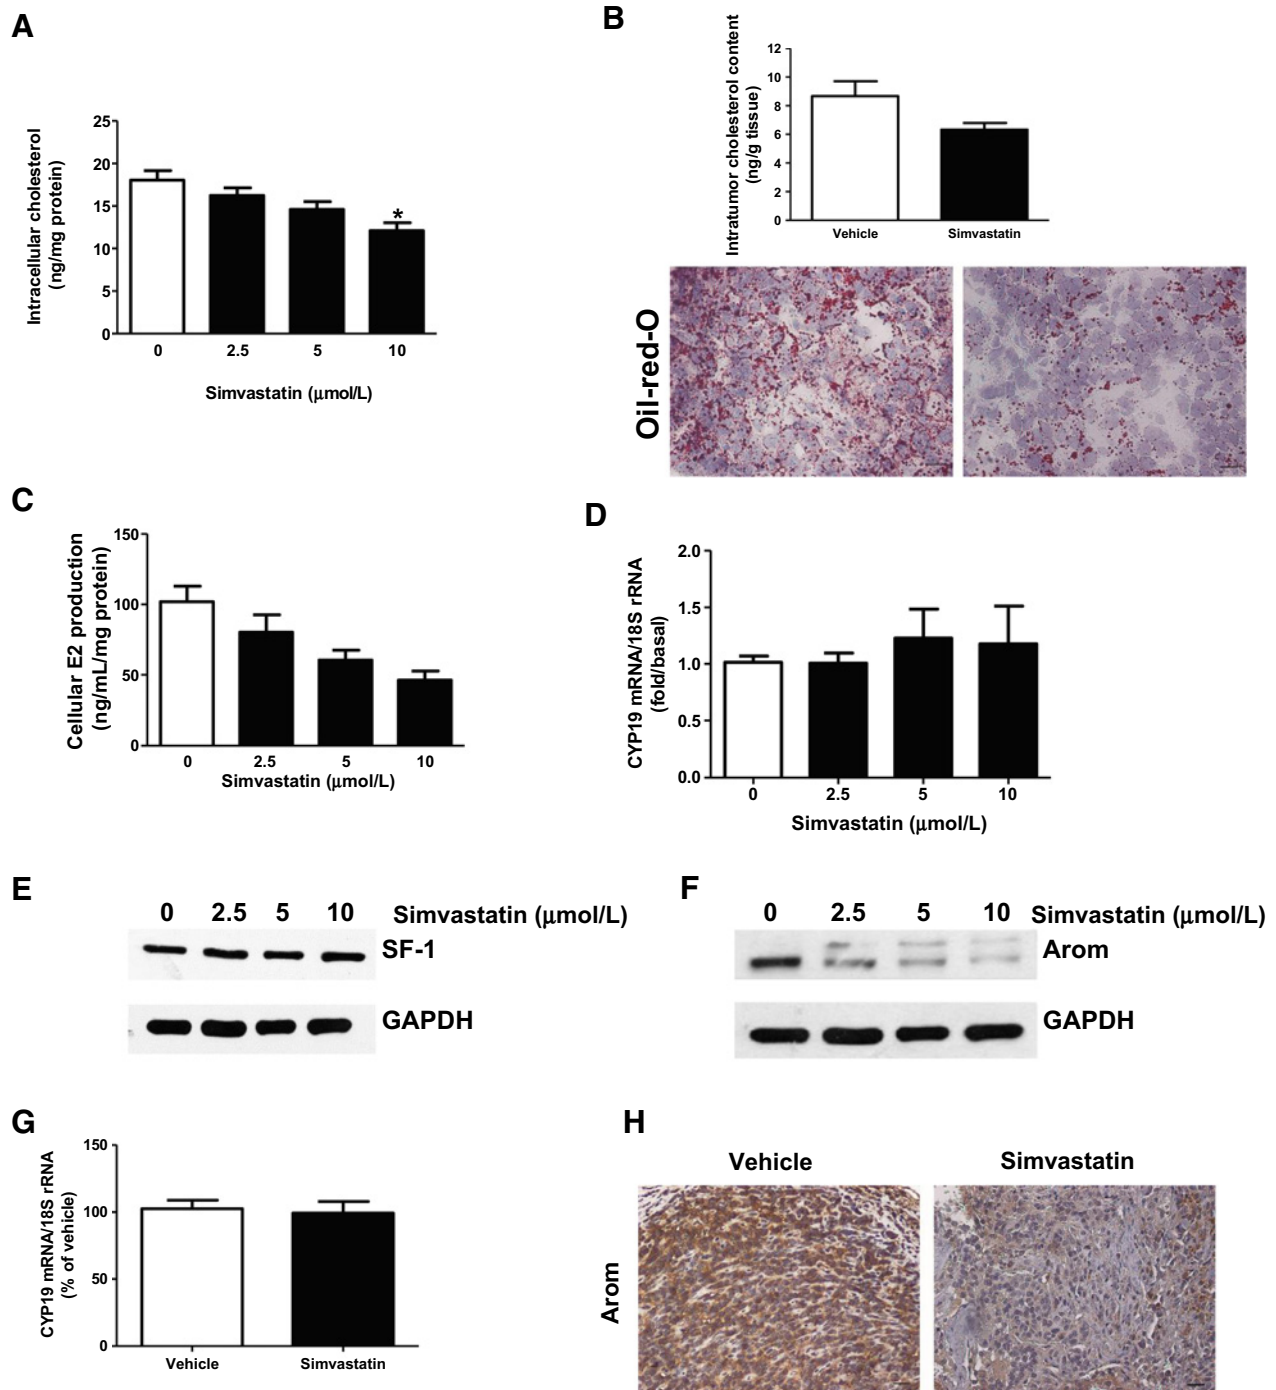 A
Intracellular cholesterol
(ng/mg protein)
25
20
15
10
5
0
*
0 2.5 5 10
Simvastatin (μmol/L)
B
Intratumor cholesterol content
(ng/g tissue)
12
10
8
6
4
2
0
Vehicle Simvastatin
Oil-red-O
C
Cellular E2 production
(ng/mL/mg protein)
150
100
50
0
0 2.5 5 10
Simvastatin (μmol/L)
D
CYP19 mRNA/18S rRNA
(fold/basal)
2.0
1.5
1.0
0.5
0.0
0 2.5 5 10
Simvastatin (μmol/L)
E
0 2.5 5 10 Simvastatin (μmol/L)
SF-1
GAPDH
F
0 2.5 5 10 Simvastatin (μmol/L)
Arom
GAPDH
G
CYP19 mRNA/18S rRNA
(% of vehicle)
150
100
50
0
Vehicle Simvastatin
H
Vehicle Simvastatin
Arom